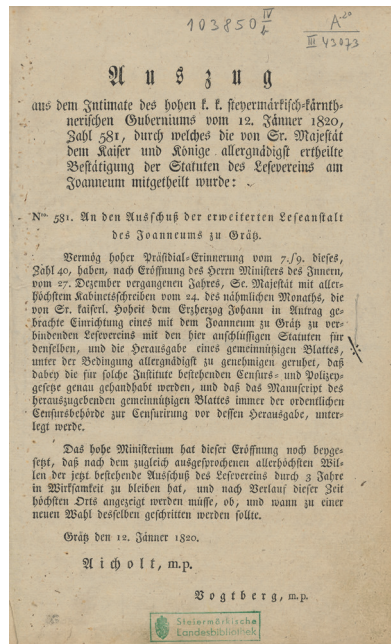 103850 IV/L
A-20
III 43073
Auszug
aus dem Intimate des hohen k. k. steyermärkisch-kärnth-
nerischen Guberniums vom 12. Jänner 1820,
Zahl 581, durch welches die von Sr. Majestät
dem Kaiser und Könige allergnädigst ertheilte
Bestätigung der Statuten des Lesevereins am
Joanneum mitgetheilt wurde:
Nro. 581. An den Ausschuß der erweiterten Leseanstalt
des Joanneums zu Grätz.
Vermög hoher Präsidial-Erinnerung vom 7./9. dieses,
Zahl 40, haben, nach Eröffnung des Herrn Ministers des Innern,
vom 27. Dezember vergangenen Jahres, Se. Majestät mit aller-
höchstem Kabinetsschreiben vom 24. des nähmlichen Monaths, die
von Sr. kaiserl. Hoheit dem Erzherzog Johann in Antrag ge-
brachte Einrichtung eines mit dem Joanneum zu Grätz zu ver-
bindenden Lesevereins mit den hier anschlüssigen Statuten für
denselben, und die Herausgabe eines gemeinnützigen Blattes,
unter der Bedingung allergnädigst zu genehmigen geruhet, daß
dabey die für solche Institute bestehenden Censurs- und Polizey-
gesetze genau gehandhabt werden, und daß das Manuscript des
herauszugebenden gemeinnützigen Blattes immer der ordentlichen
Censursbehörde zur Censurirung vor dessen Herausgabe, unter-
legt werde.
Das hohe Ministerium hat dieser Eröffnung noch beyge-
setzt, daß nach dem zugleich ausgesprochenen allerhöchsten Wil-
len der jetzt bestehende Ausschuß des Lesevereins durch 3 Jahre
in Wirksamkeit zu bleiben hat, und nach Verlauf dieser Zeit
höchsten Orts angezeigt werden müsse, ob, und wann zu einer
neuen Wahl desselben geschritten werden sollte.
Grätz den 12. Jänner 1820.
Aicholt, m.p.
Vogtberg, m.p.
Steiermärkische
Landesbibliothek